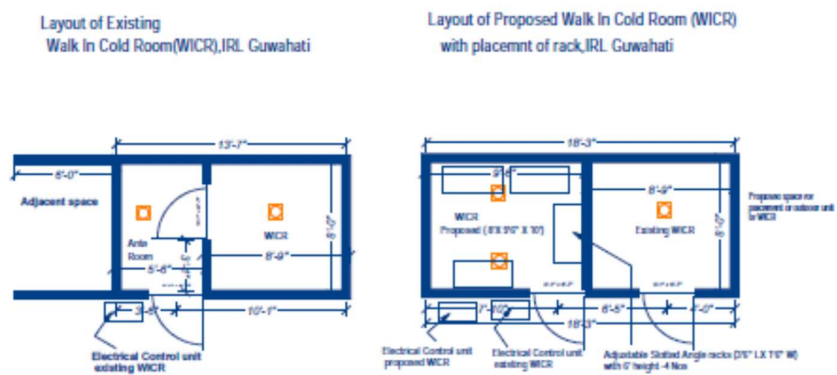 Layout of Existing
Walk In Cold Room(WICR),IRL Guwahati
Layout of Proposed Walk In Cold Room (WICR)
with placemnt of rack,IRL Guwahati
13'-7"
6'-0"
Adjacent space
Ante
Room
WICR
8'-0"
5'-6"
8'-9"
3'-6"
10'-1"
Electrical Control unit
existing WICR
18'-3"
9'-6"
8'-9"
WICR
Proposed (8'X 9'6" X 10')
Existing WICR
8'-0"
Proposed space for
placement of outdoor unit
7'-10"
6'-5"
4'-0"
18'-3"
Electrical Control unit
proposed WICR
Electrical Control unit
existing WICR
Adjustable Slotted Angle racks (3'6" L X 1'6" W)
with 6' height -4 Nos